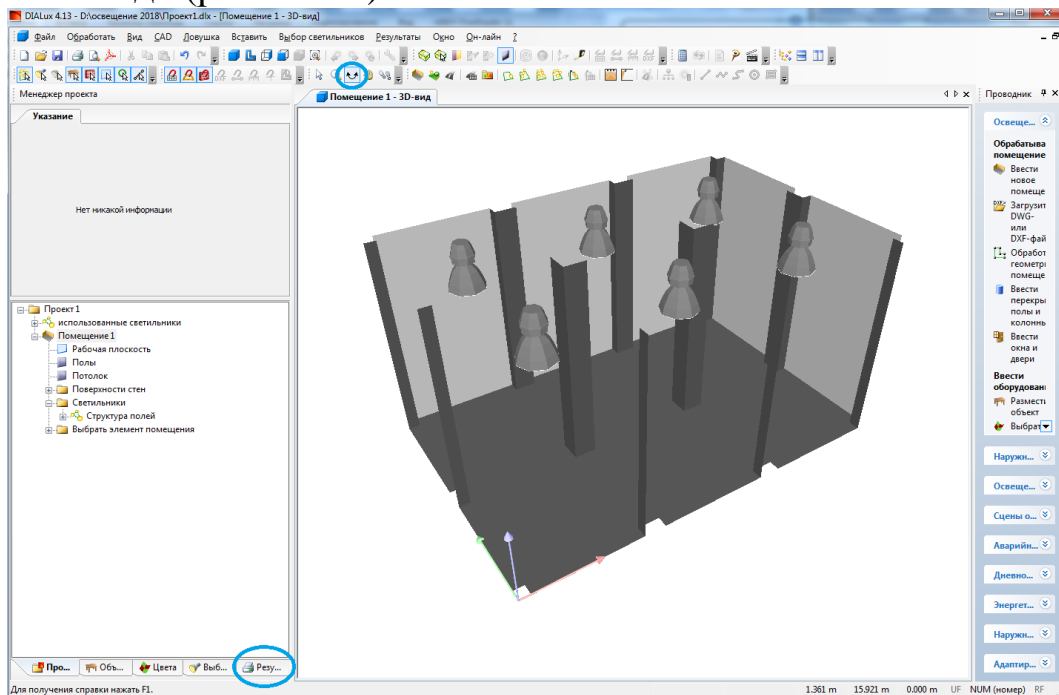 DIALux 4.13 - D:\освещение 2018\Проект1.dlx - [Помещение 1 - 3D-вид]
Файл Обработать Вид CAD Ловушка Вставить Выбор светильников Результаты Окно Он-лайн ?
Менеджер проекта
Указание
Нет никакой информации
Проект 1
использованные светильники
Помещение 1
Рабочая плоскость
Полы
Потолок
Поверхности стен
Светильники
Структура полей
Выбрать элемент помещения
Про... Объ... Цвета Выб... Резу...
Помещение 1 - 3D-вид
Проводник
Освеще...
Обрабатыва
помещение
Ввести
новое
помеще
Загрузит
DWG-
или
DXF-фай
Обработ
геометрі
помеще
Ввести
перекры
полы и
колоннь
Ввести
окна и
двери
Ввести
оборудовані
Разместі
объект
Выбрат
Наружн...
Освеще...
Сцены о...
Аварийн...
Дневно...
Энергет...
Наружн...
Адаптир...
Для получения справки нажать F1.
1.361 m 15.921 m 0.000 m UF NUM (номер) RF